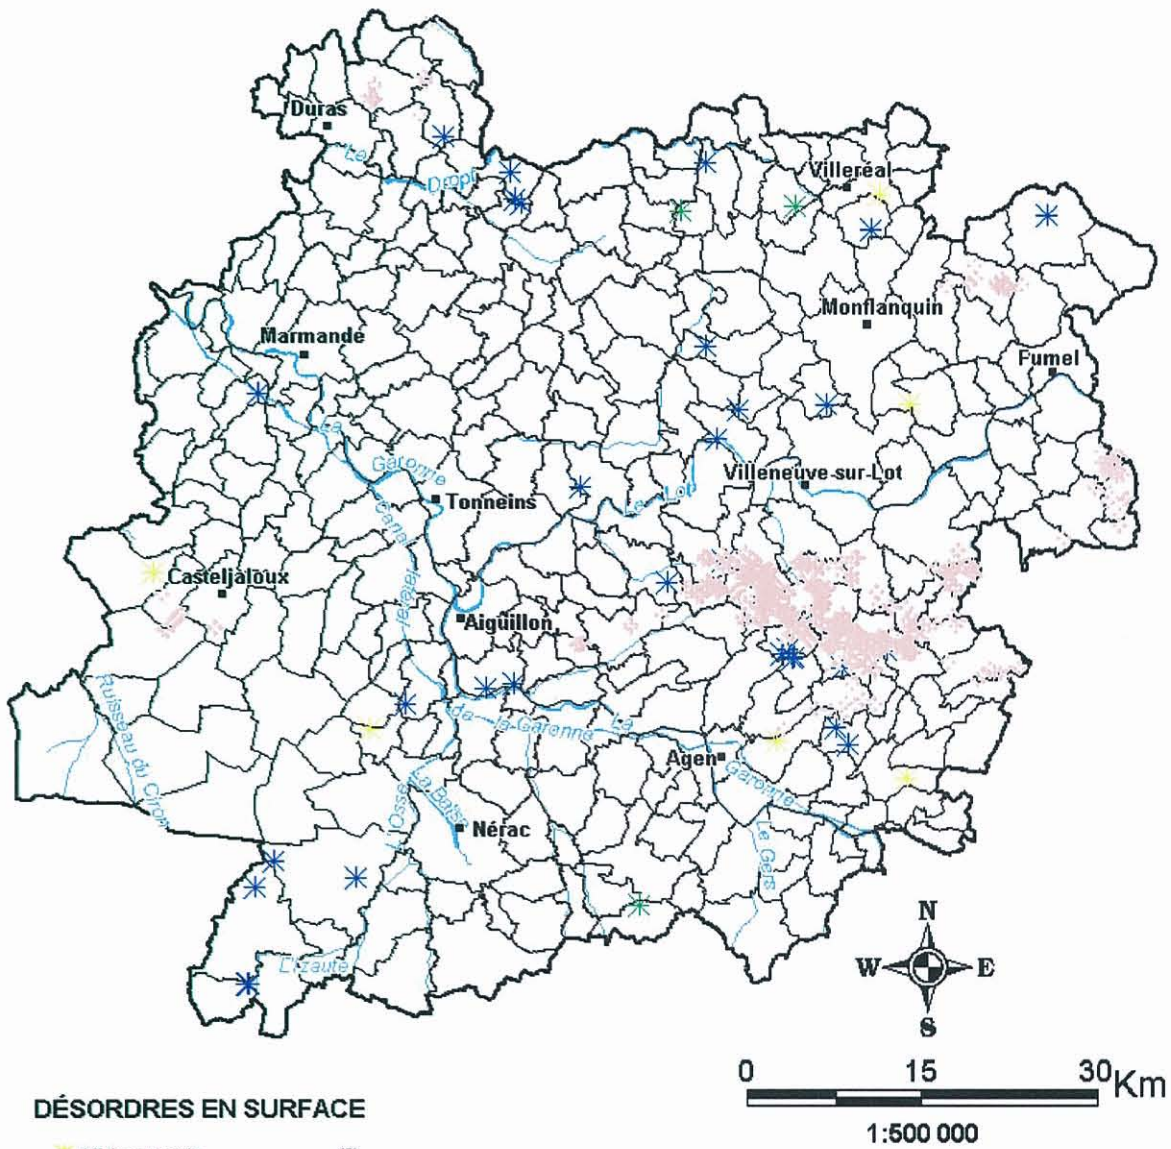 Duras
Le
Dropt
Villeréal
Monflanquin
Marmande
Fumel
La
Garonne
Villeneuve-sur-Lot
Tonneins
Le Lot
Canal
latéral
Casteljaloux
Aiguillon
Ruisseau du Ciron
de la Garonne
La
Agen
Garonne
L'Osse
La Baïse
Nérac
Le Gers
L'Izaute
N
W E
S
0 15 30 Km
1:500 000
DÉSORDRES EN SURFACE